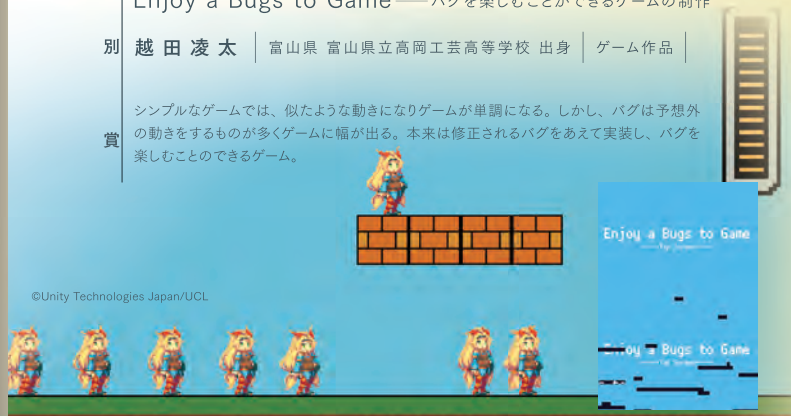 Enjoy a Bugs to Game──バグを楽しむことができるゲームの制作
別賞
越田凌太 | 富山県 富山県立高岡工芸高等学校 出身 | ゲーム作品
シンプルなゲームでは、似たような動きになりゲームが単調になる。しかし、バグは予想外
の動きをするものが多くゲームに幅が出る。本来は修正されるバグをあえて実装し、バグを
楽しむことのできるゲーム。
©Unity Technologies Japan/UCL
Enjoy a Bugs to Game
oy a Bugs to Game